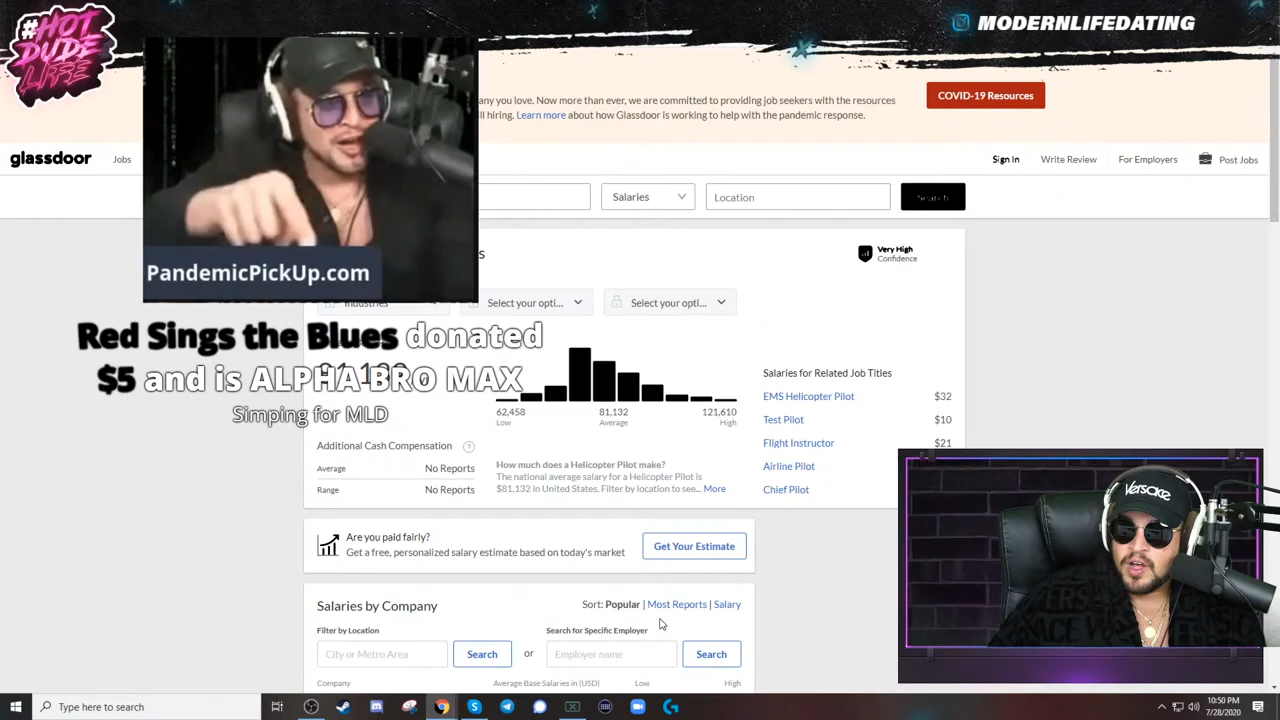 #HOT
DUDE
LIFE
MODERNLIFEDATING
any you love. Now more than ever, we are committed to providing job seekers with the resources
ll hiring. Learn more about how Glassdoor is working to help with the pandemic response.
COVID-19 Resources
glassdoor
Jobs
Sign In
Write Review
For Employers
Post Jobs
Salaries
Location
Search
PandemicPickUp.com
s
Very High
Confidence
Industries
Select your opti...
Select your opti...
Red Sings the Blues donated
$5 and is ALPHA BRO MAX
Simping for MLD
62,458
Low
81,132
Average
121,610
High
Salaries for Related Job Titles
EMS Helicopter Pilot $32
Test Pilot $10
Flight Instructor $21
Airline Pilot
Chief Pilot
Additional Cash Compensation ?
Average No Reports
Range No Reports
How much does a Helicopter Pilot make?
The national average salary for a Helicopter Pilot is
$81,132 in United States. Filter by location to see... More
Are you paid fairly?
Get a free, personalized salary estimate based on today's market
Get Your Estimate
VERSACE
Salaries by Company
Sort: Popular | Most Reports | Salary
Filter by Location
Search for Specific Employer
City or Metro Area
Search
or
Employer name
Search
Company Average Base Salaries in (USD) Low High
Type here to search
10:50 PM
7/28/2020